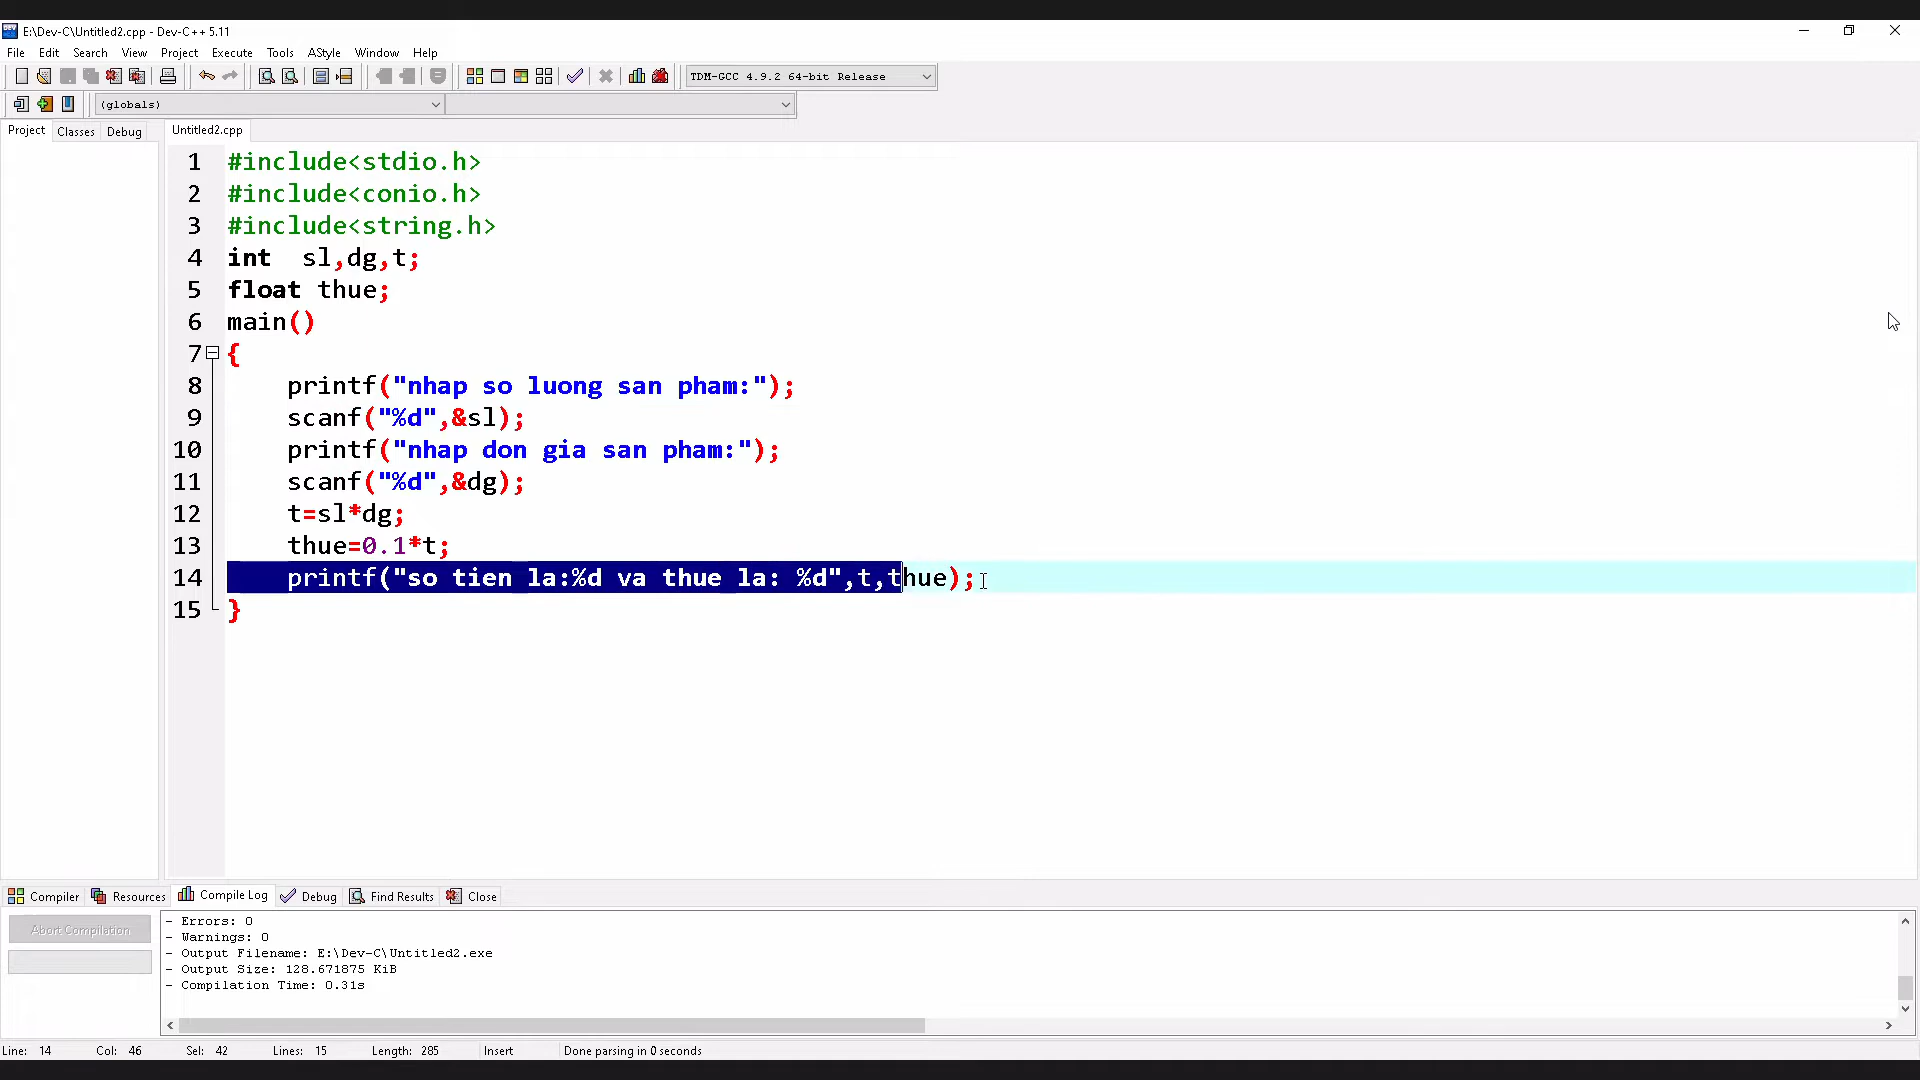 E:\Dev-C\Untitled2.cpp - Dev-C++ 5.11
File Edit Search View Project Execute Tools AStyle Window Help
TDM-GCC 4.9.2 64-bit Release
(globals)
Project Classes Debug Untitled2.cpp
1 #include<stdio.h>
2 #include<conio.h>
3 #include<string.h>
4 int  sl,dg,t;
5 float thue;
6 main()
7 {
8 printf("nhap so luong san pham:");
9 scanf("%d",&sl);
10 printf("nhap don gia san pham:");
11 scanf("%d",&dg);
12 t=sl*dg;
13 thue=0.1*t;
14 printf("so tien la:%d va thue la: %d",t,thue);
15 }
Compiler Resources Compile Log Debug Find Results Close
Abort Compilation
- Errors: 0
- Warnings: 0
- Output Filename: E:\Dev-C\Untitled2.exe
- Output Size: 128.671875 KiB
- Compilation Time: 0.31s
Line: 14 Col: 46 Sel: 42 Lines: 15 Length: 285 Insert Done parsing in 0 seconds